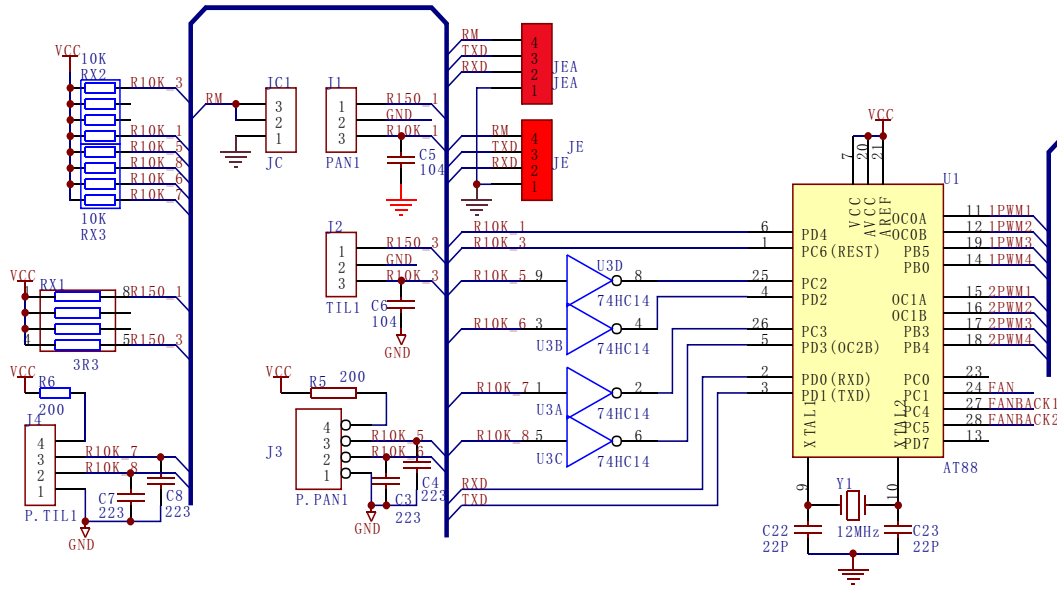 VCC
10K
RX2
R10K_3
R10K_1
R10K_5
R10K_8
R10K_6
R10K_7
10K
RX3
RM
JC1
3
2
1
JC
J1
1
2
3
PAN1
R150_1
GND
R10K_1
C5
104
RM
TXD
RXD
4
3
2
1
JEA
JEA
RM
TXD
RXD
4
3
2
1
JE
JE
J2
1
2
3
TIL1
R150_3
GND
R10K_3
C6
104
GND
VCC
RX1
1
8
R150_1
4
5
R150_3
3R3
VCC
R6
200
J4
4
3
2
1
P.TIL1
R10K_7
R10K_8
C7
223
C8
223
GND
VCC
R5
200
J3
4
3
2
1
P.PAN1
R10K_5
R10K_6
C3
223
C4
223
GND
R10K_1
R10K_3
R10K_5
9
U3D
8
74HC14
R10K_6
3
U3B
4
74HC14
R10K_7
1
U3A
2
74HC14
R10K_8
5
U3C
6
74HC14
RXD
TXD
VCC
7
20
21
U1
VCC
AVCC
AREF
6
PD4
1
PC6(REST)
25
PC2
4
PD2
26
PC3
5
PD3(OC2B)
2
PD0(RXD)
3
PD1(TXD)
OC0A
11
1PWM1
OC0B
12
1PWM2
PB5
19
1PWM3
PB0
14
1PWM4
OC1A
15
2PWM1
OC1B
16
2PWM2
PB3
17
2PWM3
PB4
18
2PWM4
PC0
23
PC1
24
FAN
PC4
27
FANBACK1
PC5
28
FANBACK2
PD7
13
XTAL1
XTAL2
AT88
9
10
Y1
12MHz
C22
22P
C23
22P